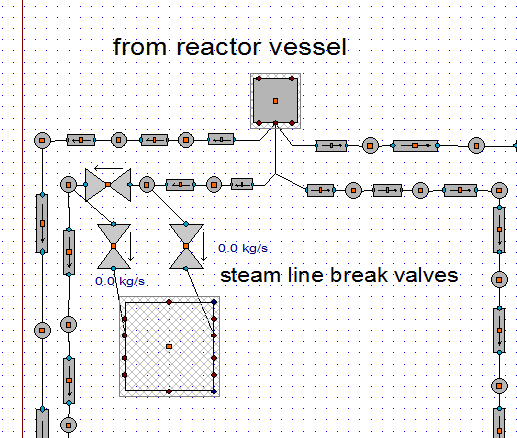 from reactor vessel
0.0 kg/s
steam line break valves
0.0 kg/s